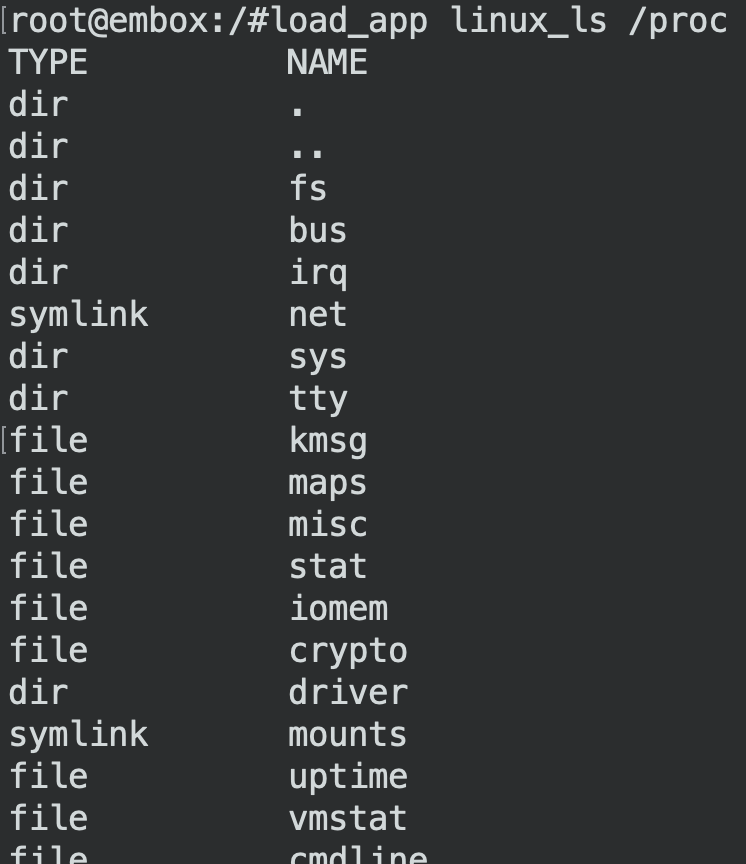 [root@embox:/#load_app linux_ls /proc
TYPE NAME
dir .
dir ..
dir fs
dir bus
dir irq
symlink net
dir sys
dir tty
[file kmsg
file maps
file misc
file stat
file iomem
file crypto
dir driver
symlink mounts
file uptime
file vmstat
file cmdline